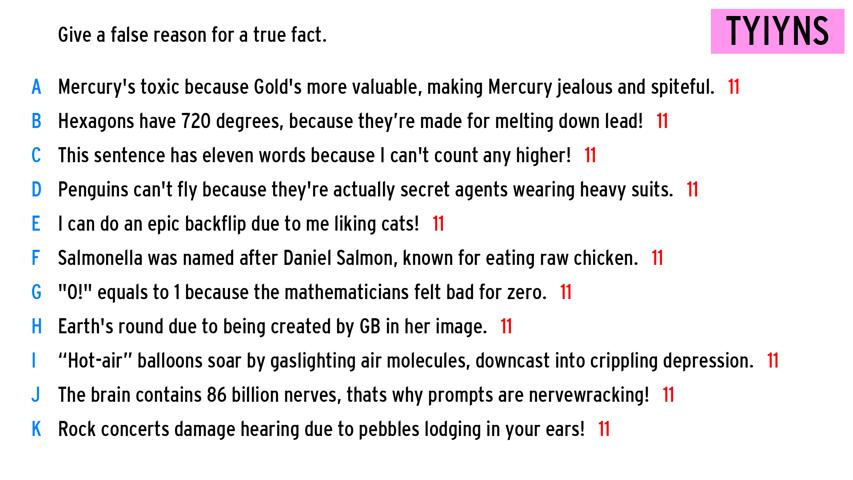 Give a false reason for a true fact.
TYIYNS
A Mercury's toxic because Gold's more valuable, making Mercury jealous and spiteful. 11
B Hexagons have 720 degrees, because they’re made for melting down lead! 11
C This sentence has eleven words because I can't count any higher! 11
D Penguins can't fly because they're actually secret agents wearing heavy suits. 11
E I can do an epic backflip due to me liking cats! 11
F Salmonella was named after Daniel Salmon, known for eating raw chicken. 11
G "0!" equals to 1 because the mathematicians felt bad for zero. 11
H Earth's round due to being created by GB in her image. 11
I “Hot-air” balloons soar by gaslighting air molecules, downcast into crippling depression. 11
J The brain contains 86 billion nerves, thats why prompts are nervewracking! 11
K Rock concerts damage hearing due to pebbles lodging in your ears! 11